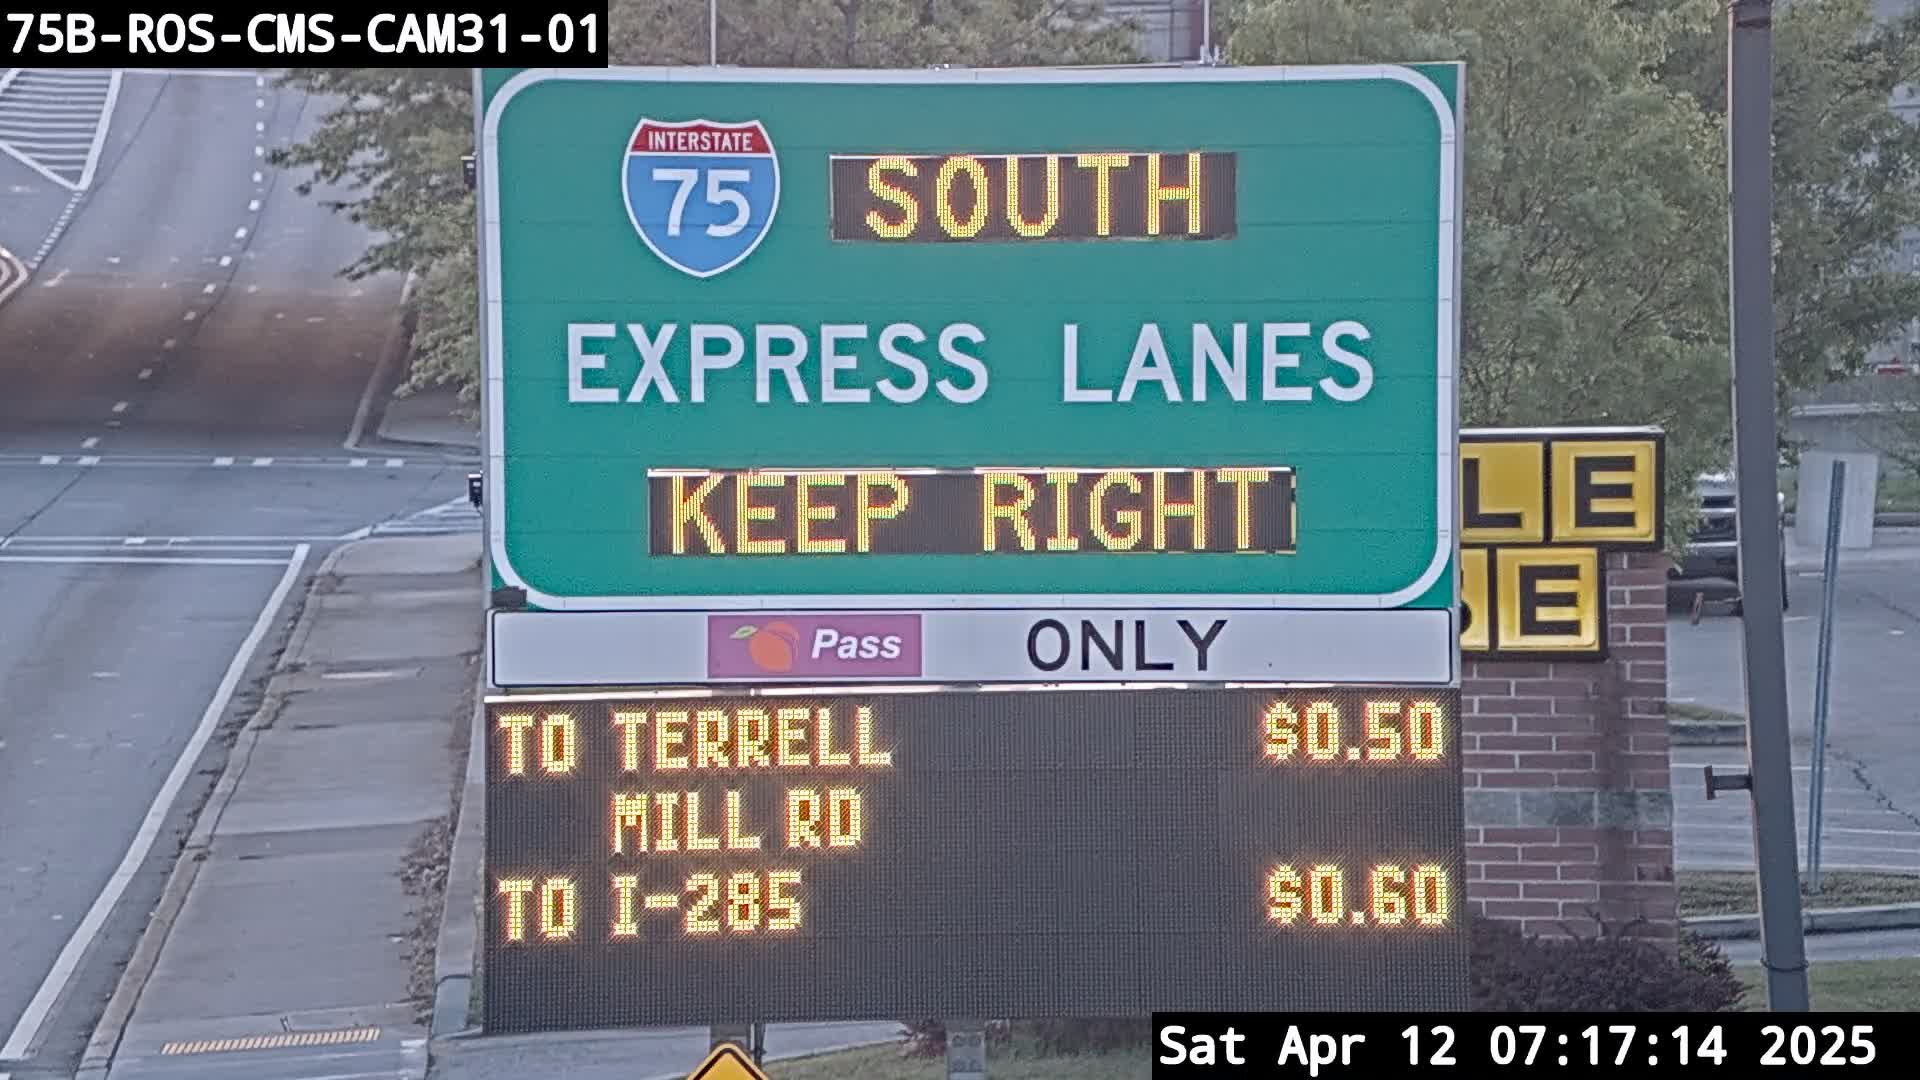 75B-ROS-CMS-CAM31-01
INTERSTATE
75
SOUTH
EXPRESS LANES
KEEP RIGHT
Pass ONLY
TO TERRELL $0.50
MILL RD
TO I-285 $0.60
LE
E
Sat Apr 12 07:17:14 2025